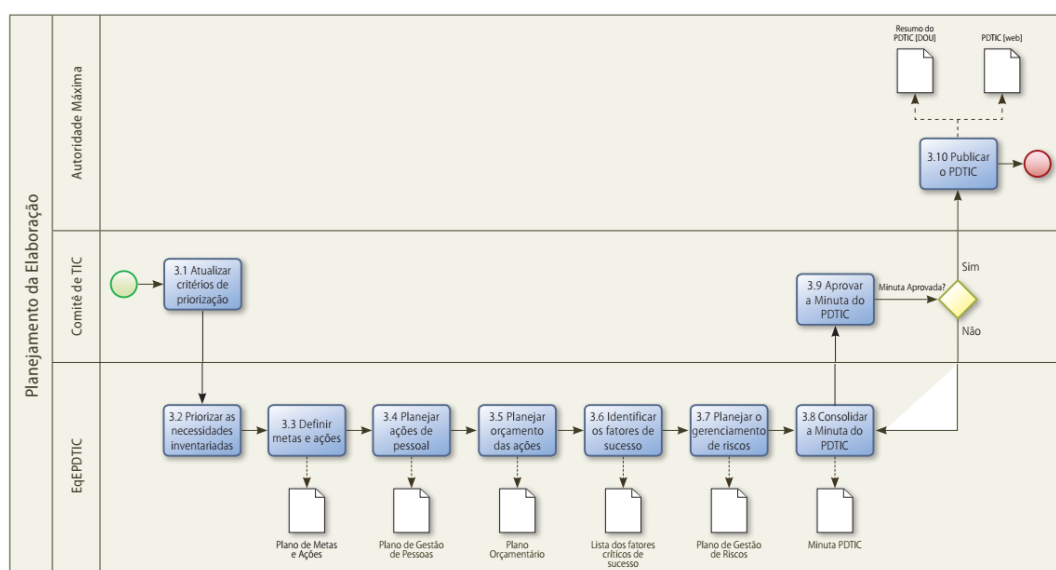 Planejamento da Elaboração
Autoridade Máxima
Resumo do
PDTIC [DOU]
PDTIC [web]
3.10 Publicar
o PDTIC
Comitê de TIC
3.1 Atualizar
critérios de
priorização
3.9 Aprovar
a Minuta do
PDTIC
Minuta Aprovada?
Sim
Não
EqEPDTIC
3.2 Priorizar as
necessidades
inventariadas
3.3 Definir
metas e ações
3.4 Planejar
ações de
pessoal
3.5 Planejar
orçamento
das ações
3.6 Identificar
os fatores de
sucesso
3.7 Planejar o
gerenciamento
de riscos
3.8 Consolidar
a Minuta do
PDTIC
Plano de Metas
e Ações
Plano de Gestão
de Pessoas
Plano
Orçamentário
Lista dos fatores
críticos de
sucesso
Plano de Gestão
de Riscos
Minuta PDTIC